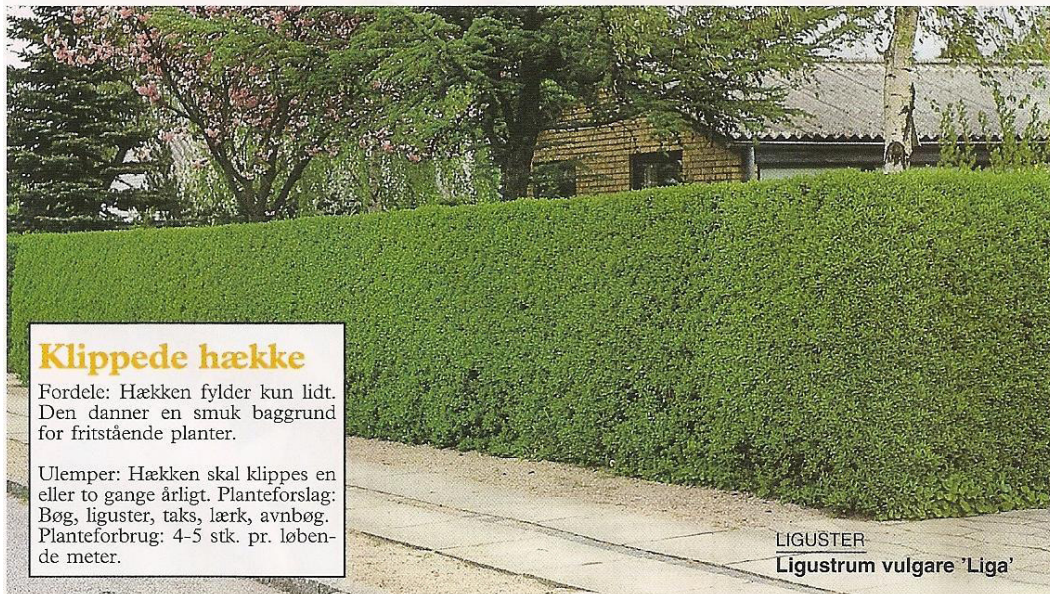 Klippede hække
Fordele: Hækken fylder kun lidt.
Den danner en smuk baggrund
for fritstående planter.
Ulemper: Hækken skal klippes en
eller to gange årligt. Planteforslag:
Bøg, liguster, taks, lærk, avnbøg.
Planteforbrug: 4-5 stk. pr. løben-
de meter.
LIGUSTER
Ligustrum vulgare 'Liga'